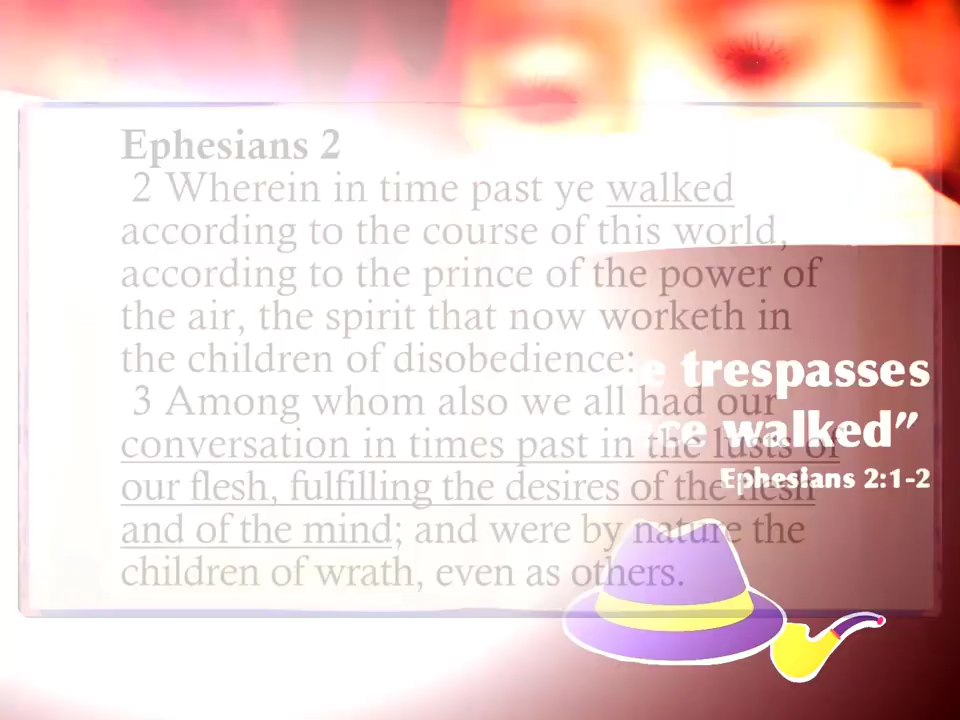 Ephesians 2
2 Wherein in time past ye walked
according to the course of this world,
according to the prince of the power of
the air, the spirit that now worketh in
the children of disobedience:
3 Among whom also we all had our
conversation in times past in the lusts of
our flesh, fulfilling the desires of the flesh
and of the mind; and were by nature the
children of wrath, even as others.
trespasses
walked”
Ephesians 2:1-2